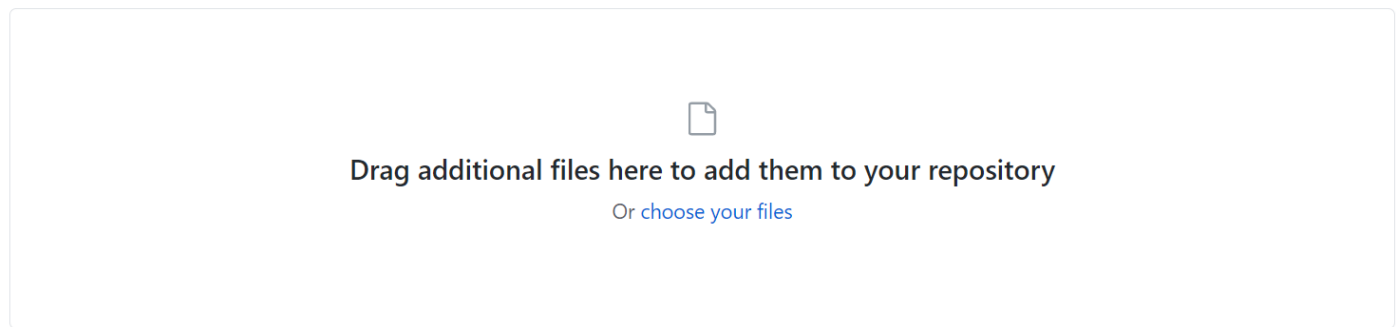 Drag additional files here to add them to your repository
Or choose your files